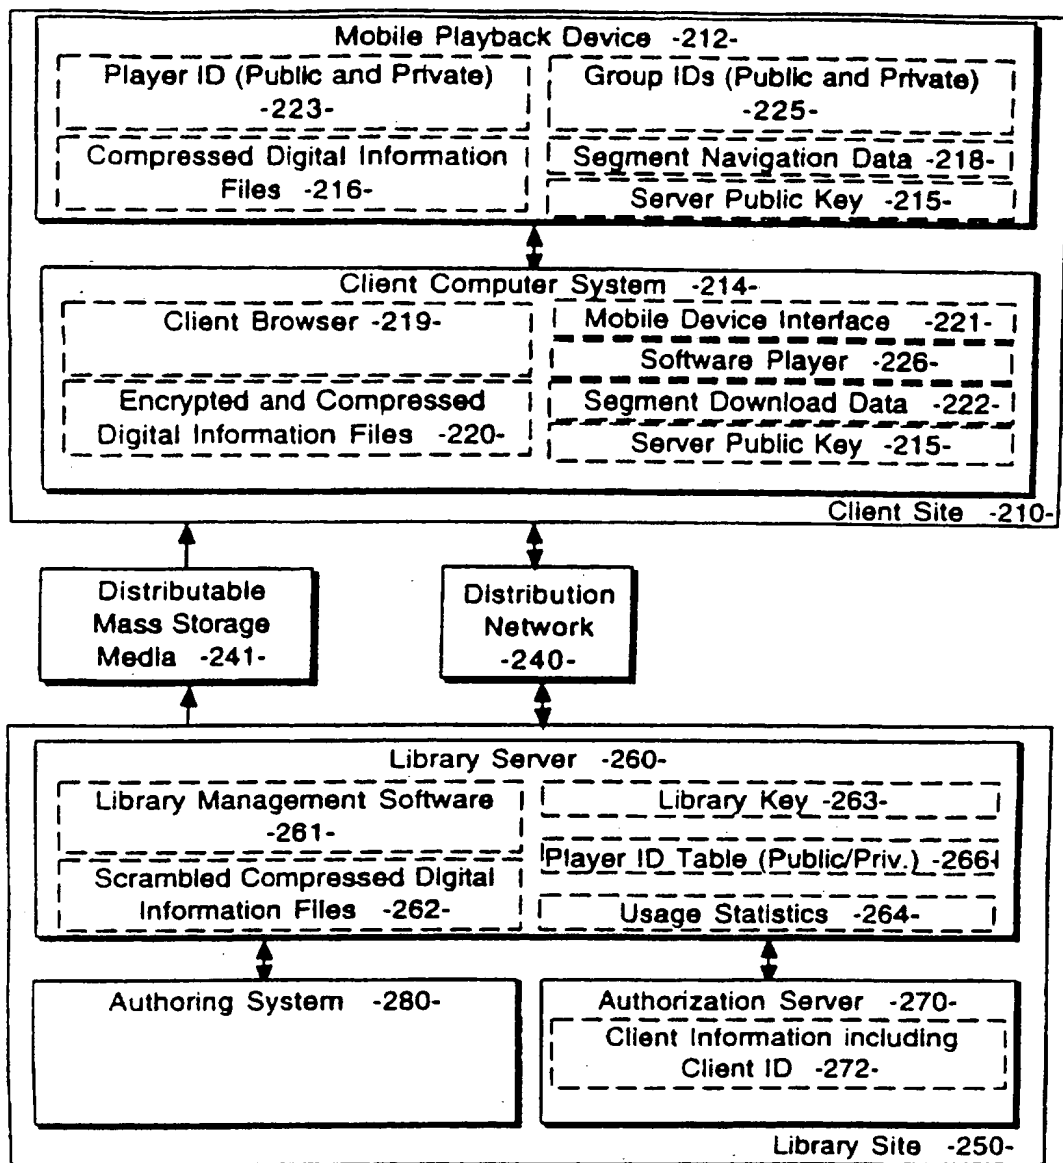 Mobile Playback Device -212-
Player ID (Public and Private)
-223-
Group IDs (Public and Private)
-225-
Compressed Digital Information
Files -216-
Segment Navigation Data -218-
Server Public Key -215-
Client Computer System -214-
Client Browser -219-
Mobile Device Interface -221-
Software Player -226-
Encrypted and Compressed
Digital Information Files -220-
Segment Download Data -222-
Server Public Key -215-
Client Site -210-
Distributable
Mass Storage
Media -241-
Distribution
Network
-240-
Library Server -260-
Library Management Software
-261-
Library Key -263-
Player ID Table (Public/Priv.) -266-
Scrambled Compressed Digital
Information Files -262-
Usage Statistics -264-
Authoring System -280-
Authorization Server -270-
Client Information including
Client ID -272-
Library Site -250-